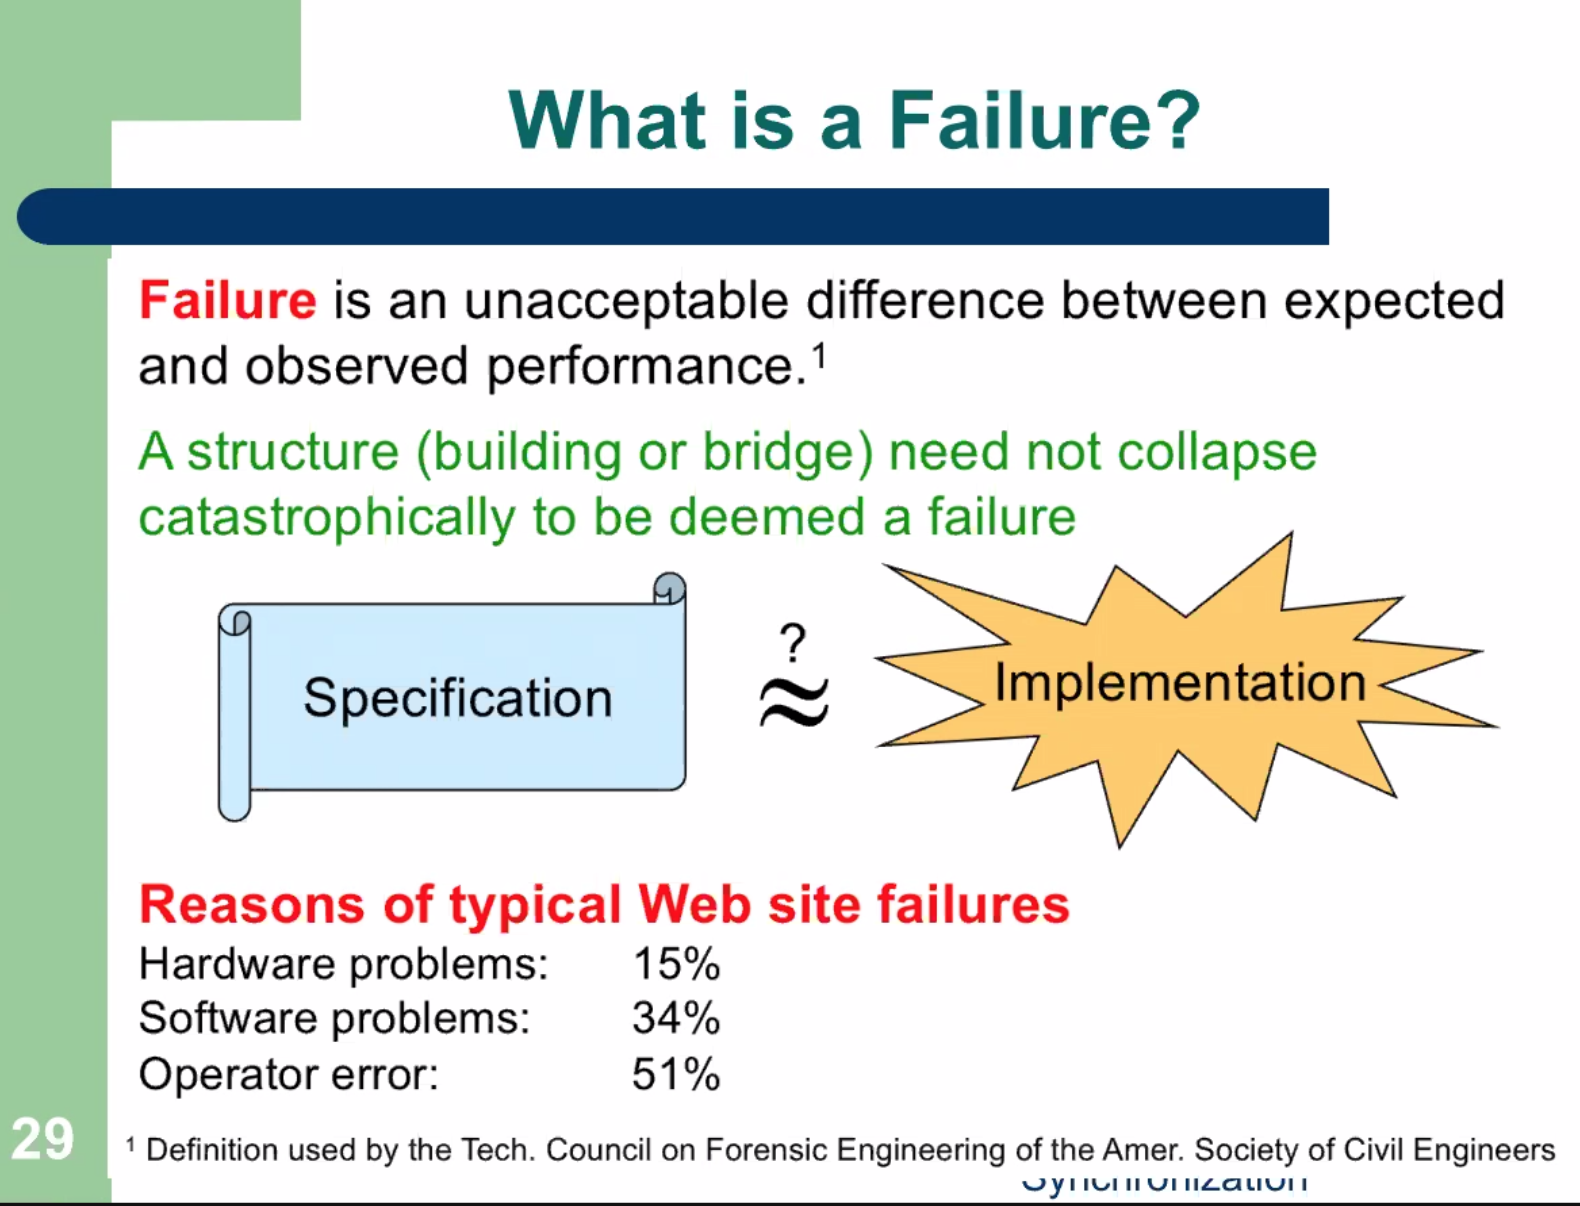 What is a Failure?
Failure is an unacceptable difference between expected
and observed performance.¹
A structure (building or bridge) need not collapse
catastrophically to be deemed a failure
Specification
?
≈
Implementation
Reasons of typical Web site failures
Hardware problems: 15%
Software problems: 34%
Operator error: 51%
29
¹ Definition used by the Tech. Council on Forensic Engineering of the Amer. Society of Civil Engineers
Synchronization